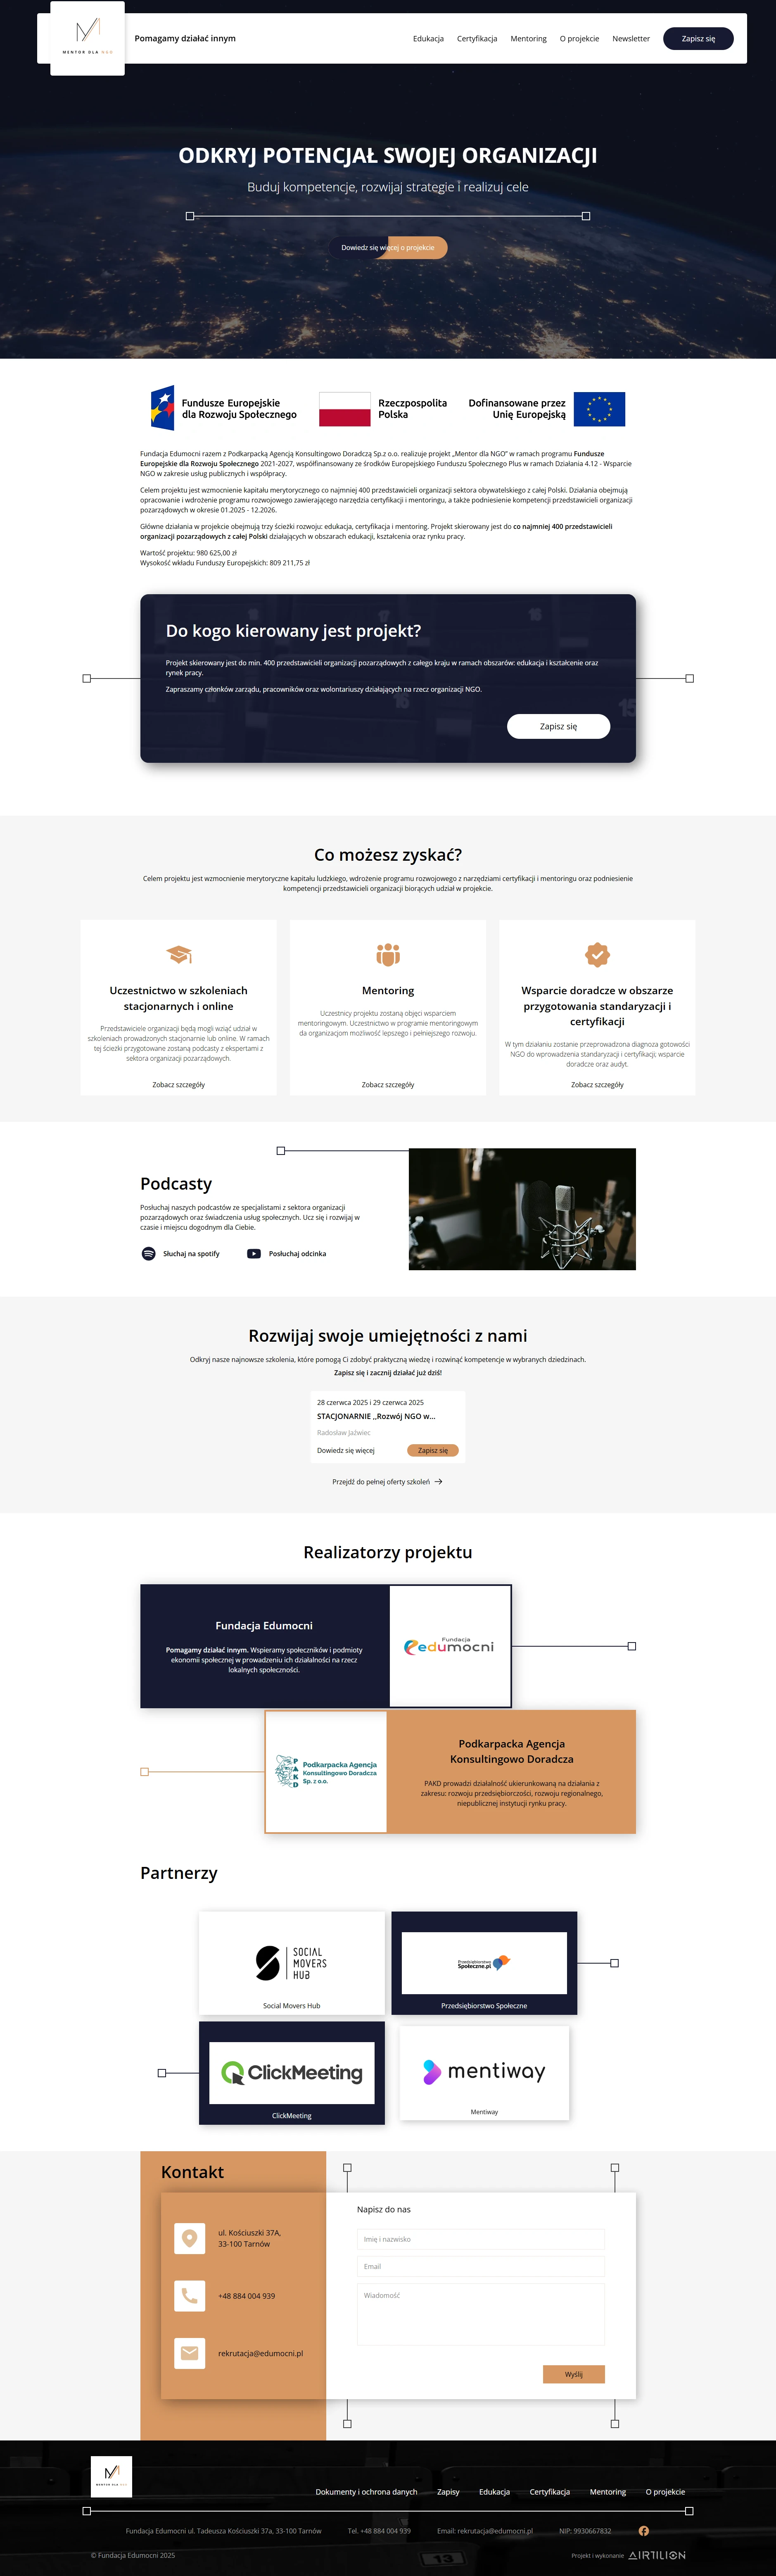 MENTOR DLA NGO
Pomagamy działać innym
Edukacja
Certyfikacja
Mentoring
O projekcie
Newsletter
Zapisz się
ODKRYJ POTENCJAŁ SWOJEJ ORGANIZACJI
Buduj kompetencje, rozwijaj strategie i realizuj cele
Dowiedz się więcej o projekcie
Fundusze Europejskie
dla Rozwoju Społecznego
Rzeczpospolita
Polska
Dofinansowane przez
Unię Europejską
Fundacja Edumocni razem z Podkarpacką Agencją Konsultingowo Doradczą Sp.z o.o. realizuje projekt „Mentor dla NGO" w ramach programu Fundusze
Europejskie dla Rozwoju Społecznego 2021-2027, współfinansowany ze środków Europejskiego Funduszu Społecznego Plus w ramach Działania 4.12 - Wsparcie
NGO w zakresie usług publicznych i współpracy.
Celem projektu jest wzmocnienie kapitału merytorycznego co najmniej 400 przedstawicieli organizacji sektora obywatelskiego z całej Polski. Działania obejmują
opracowanie i wdrożenie programu rozwojowego zawierającego narzędzia certyfikacji i mentoringu, a także podniesienie kompetencji przedstawicieli organizacji
pozarządowych w okresie 01.2025 - 12.2026.
Główne działania w projekcie obejmują trzy ścieżki rozwoju: edukacja, certyfikacja i mentoring. Projekt skierowany jest do co najmniej 400 przedstawicieli
organizacji pozarządowych z całej Polski działających w obszarach edukacji, kształcenia oraz rynku pracy.
Wartość projektu: 980 625,00 zł
Wysokość wkładu Funduszy Europejskich: 809 211,75 zł
Do kogo kierowany jest projekt?
Projekt skierowany jest do min. 400 przedstawicieli organizacji pozarządowych z całego kraju w ramach obszarów: edukacja i kształcenie oraz
rynek pracy.
Zapraszamy członków zarządu, pracowników oraz wolontariuszy działających na rzecz organizacji NGO.
Zapisz się
Co możesz zyskać?
Celem projektu jest wzmocnienie merytoryczne kapitału ludzkiego, wdrożenie programu rozwojowego z narzędziami certyfikacji i mentoringu oraz podniesienie
kompetencji przedstawicieli organizacji biorących udział w projekcie.
Uczestnictwo w szkoleniach
stacjonarnych i online
Przedstawiciele organizacji będą mogli wziąć udział w
szkoleniach prowadzonych stacjonarnie lub online. W ramach
tej ścieżki przygotowane zostaną podcasty z ekspertami z
sektora organizacji pozarządowych.
Zobacz szczegóły
Mentoring
Uczestnicy projektu zostaną objęci wsparciem
mentoringowym. Uczestnictwo w programie mentoringowym
da organizacjom możliwość lepszego i pełniejszego rozwoju.
Zobacz szczegóły
Wsparcie doradcze w obszarze
przygotowania standaryzacji i
certyfikacji
W tym działaniu zostanie przeprowadzona diagnoza gotowości
NGO do wprowadzenia standaryzacji i certyfikacji; wsparcie
doradcze oraz audyt.
Zobacz szczegóły
Podcasty
Posłuchaj naszych podcastów ze specjalistami z sektora organizacji
pozarządowych oraz świadczenia usług społecznych. Ucz się i rozwijaj w
czasie i miejscu dogodnym dla Ciebie.
Słuchaj na spotify
Posłuchaj odcinka
Rozwijaj swoje umiejętności z nami
Odkryj nasze najnowsze szkolenia, które pomogą Ci zdobyć praktyczną wiedzę i rozwinąć kompetencje w wybranych dziedzinach.
Zapisz się i zacznij działać już dziś!
28 czerwca 2025 i 29 czerwca 2025
STACJONARNIE ,,Rozwój NGO w...
Radosław Jaźwiec
Dowiedz się więcej
Zapisz się
Przejdź do pełnej oferty szkoleń
Realizatorzy projektu
Fundacja Edumocni
Pomagamy działać innym. Wspieramy społeczników i podmioty
ekonomii społecznej w prowadzeniu ich działalności na rzecz
lokalnych społeczności.
Fundacja
edumocni
PAKD
Podkarpacka Agencja
Konsultingowo Doradcza
Sp. z o.o.
Podkarpacka Agencja
Konsultingowo Doradcza
PAKD prowadzi działalność ukierunkowaną na działania z
zakresu: rozwoju przedsiębiorczości, rozwoju regionalnego,
niepublicznej instytucji rynku pracy.
Partnerzy
SOCIAL
MOVERS
HUB
Social Movers Hub
Przedsiębiorstwo
Społeczne.pl
Przedsiębiorstwo Społeczne
ClickMeeting
ClickMeeting
mentiway
Mentiway
Kontakt
ul. Kościuszki 37A,
33-100 Tarnów
+48 884 004 939
rekrutacja@edumocni.pl
Napisz do nas
Imię i nazwisko
Email
Wiadomość
Wyślij
MENTOR DLA NGO
Dokumenty i ochrona danych
Zapisy
Edukacja
Certyfikacja
Mentoring
O projekcie
Fundacja Edumocni ul. Tadeusza Kościuszki 37a, 33-100 Tarnów
Tel. +48 884 004 939
Email: rekrutacja@edumocni.pl
NIP: 9930667832
© Fundacja Edumocni 2025
Projekt i wykonanie
AIRTILION